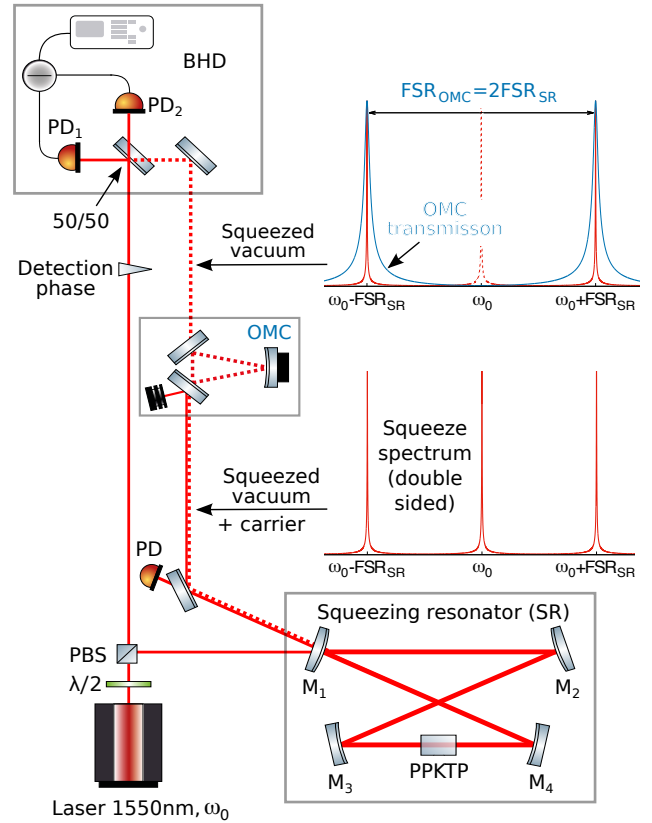 BHD
PD2
PD1
50/50
Detection
phase
Squeezed
vacuum
FSROMC=2FSRSR
OMC
transmisson
ω0-FSRSR
ω0
ω0+FSRSR
OMC
Squeezed
vacuum
+ carrier
Squeeze
spectrum
(double
sided)
ω0-FSRSR
ω0
ω0+FSRSR
PD
PBS
λ/2
Laser 1550nm, ω0
Squeezing resonator (SR)
M1
M2
M3
PPKTP
M4